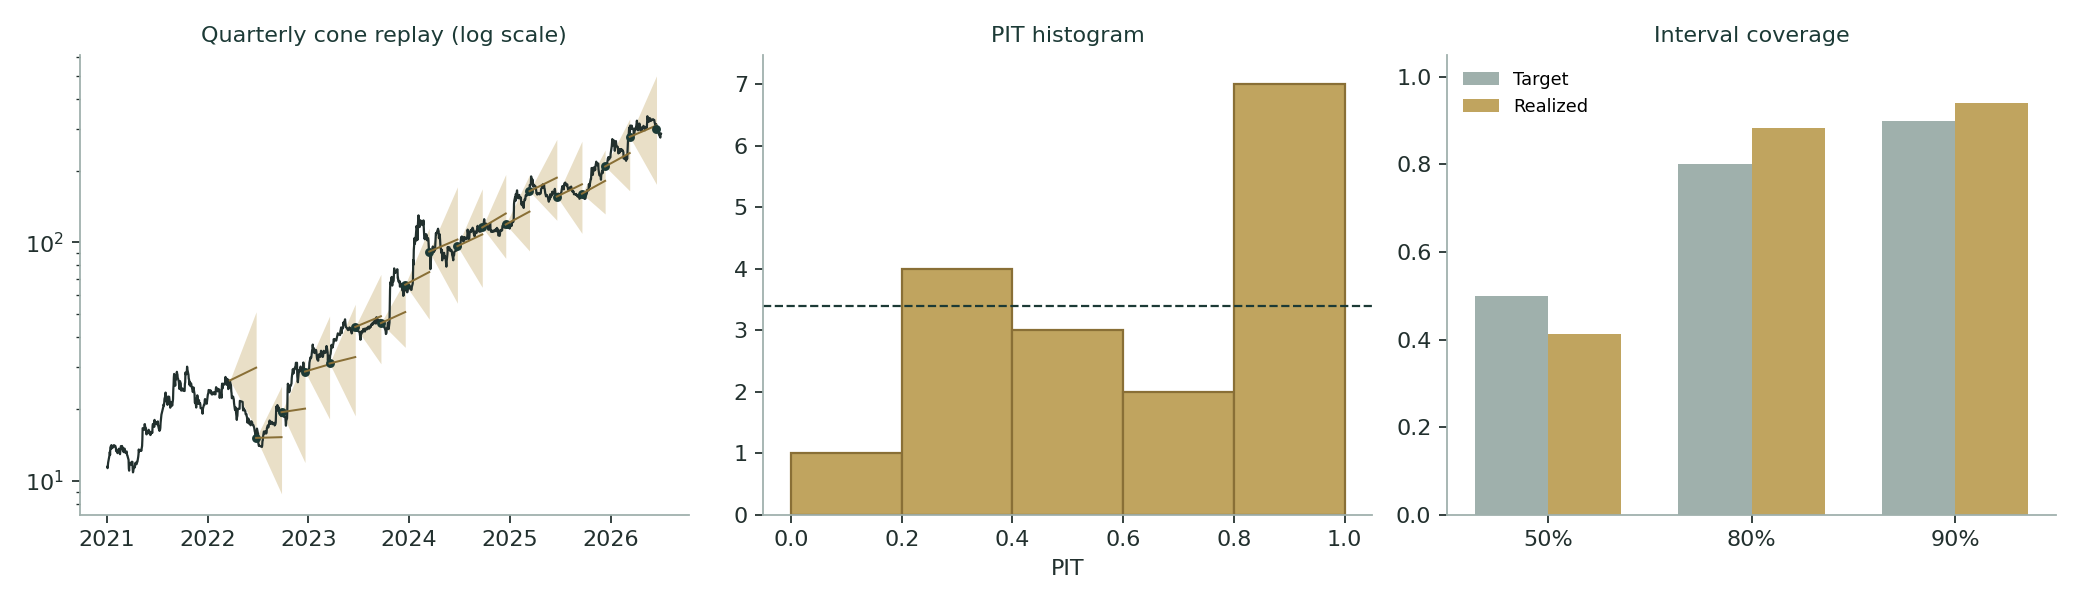 Quarterly cone replay (log scale)
10²
10¹
2021 2022 2023 2024 2025 2026
PIT histogram
7
6
5
4
3
2
1
0
0.0 0.2 0.4 0.6 0.8 1.0
PIT
Interval coverage
Target
Realized
1.0
0.8
0.6
0.4
0.2
0.0
50% 80% 90%